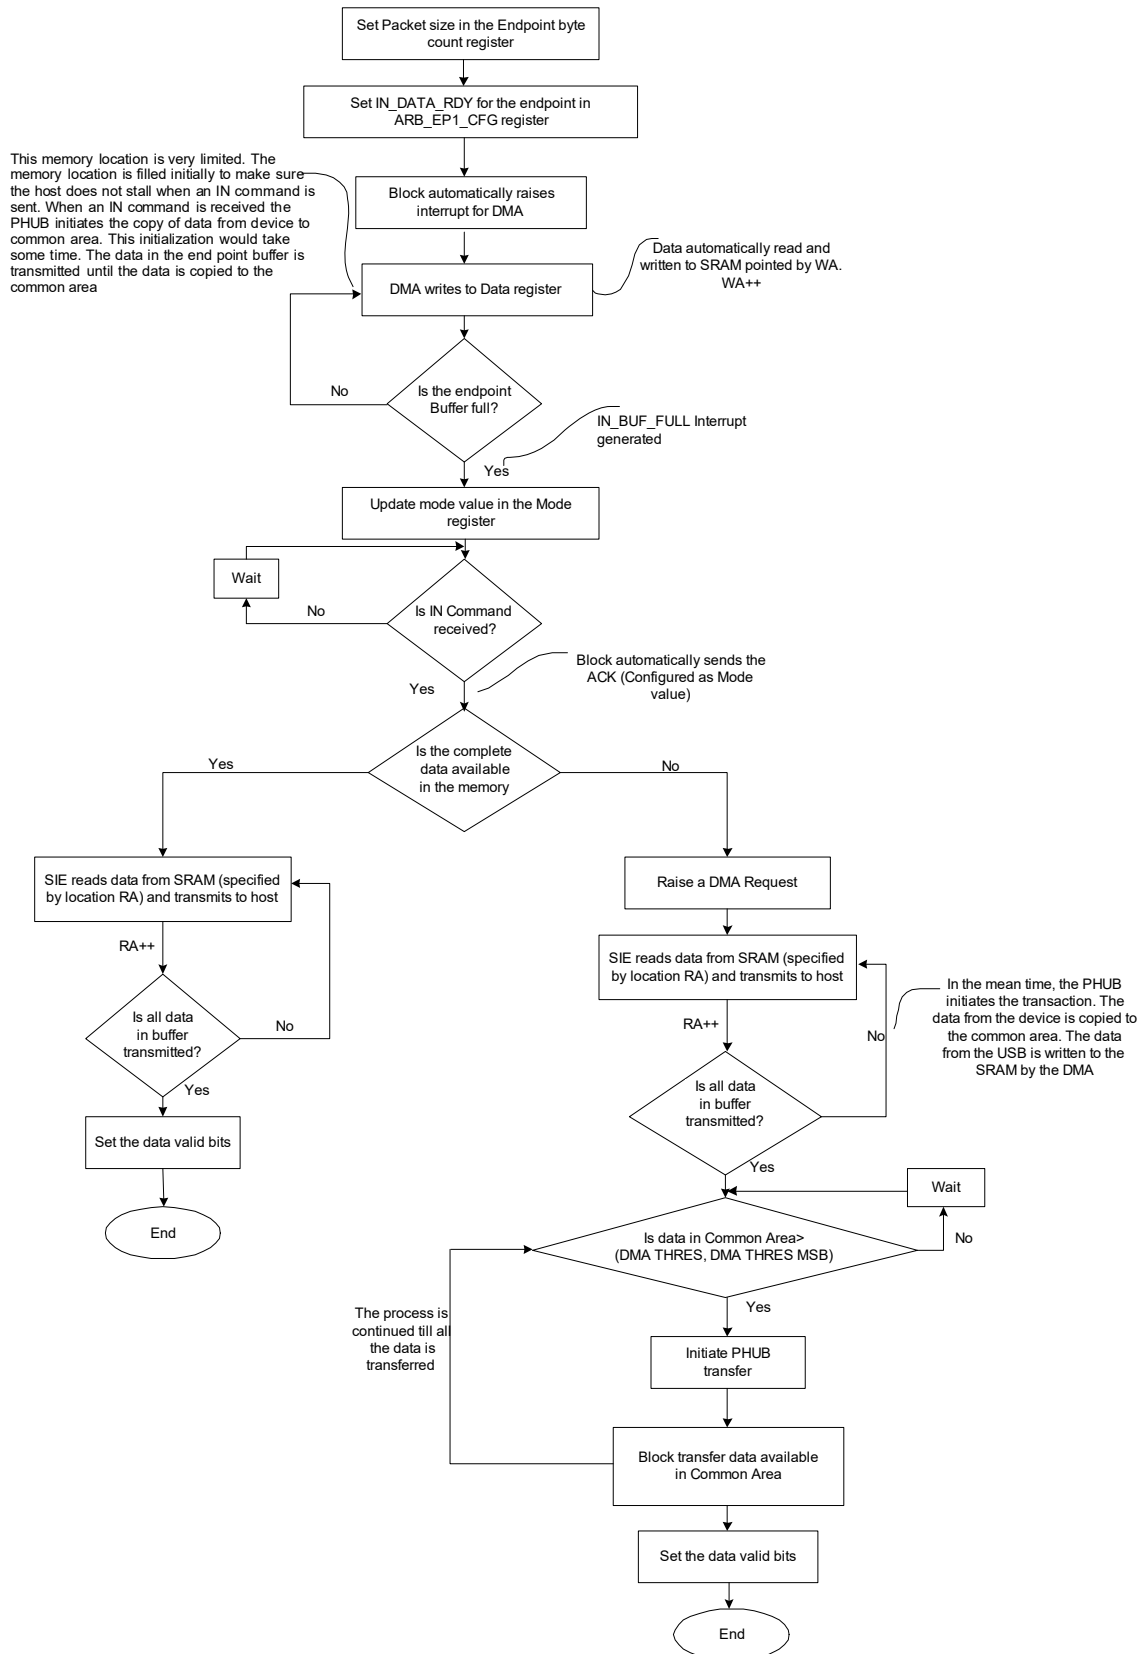 Set Packet size in the Endpoint byte
count register
Set IN_DATA_RDY for the endpoint in
ARB_EP1_CFG register
This memory location is very limited. The
memory location is filled initially to make sure
the host does not stall when an IN command is
sent. When an IN command is received the
PHUB initiates the copy of data from device to
common area. This initialization would take
some time. The data in the end point buffer is
transmitted until the data is copied to the
common area
Block automatically raises
interrupt for DMA
Data automatically read and
written to SRAM pointed by WA.
WA++
DMA writes to Data register
Is the endpoint
Buffer full?
No
IN_BUF_FULL Interrupt
generated
Yes
Update mode value in the Mode
register
Wait
No
Is IN Command
received?
Block automatically sends the
ACK (Configured as Mode
value)
Yes
Is the complete
data available
in the memory
Yes
No
SIE reads data from SRAM (specified
by location RA) and transmits to host
RA++
Is all data
in buffer
transmitted?
No
Yes
Set the data valid bits
End
Raise a DMA Request
SIE reads data from SRAM (specified
by location RA) and transmits to host
RA++
No
In the mean time, the PHUB
initiates the transaction. The
data from the device is copied to
the common area. The data
from the USB is written to the
SRAM by the DMA
Is all data
in buffer
transmitted?
Yes
Wait
No
Is data in Common Area>
(DMA THRES, DMA THRES MSB)
Yes
The process is
continued till all
the data is
transferred
Initiate PHUB
transfer
Block transfer data available
in Common Area
Set the data valid bits
End